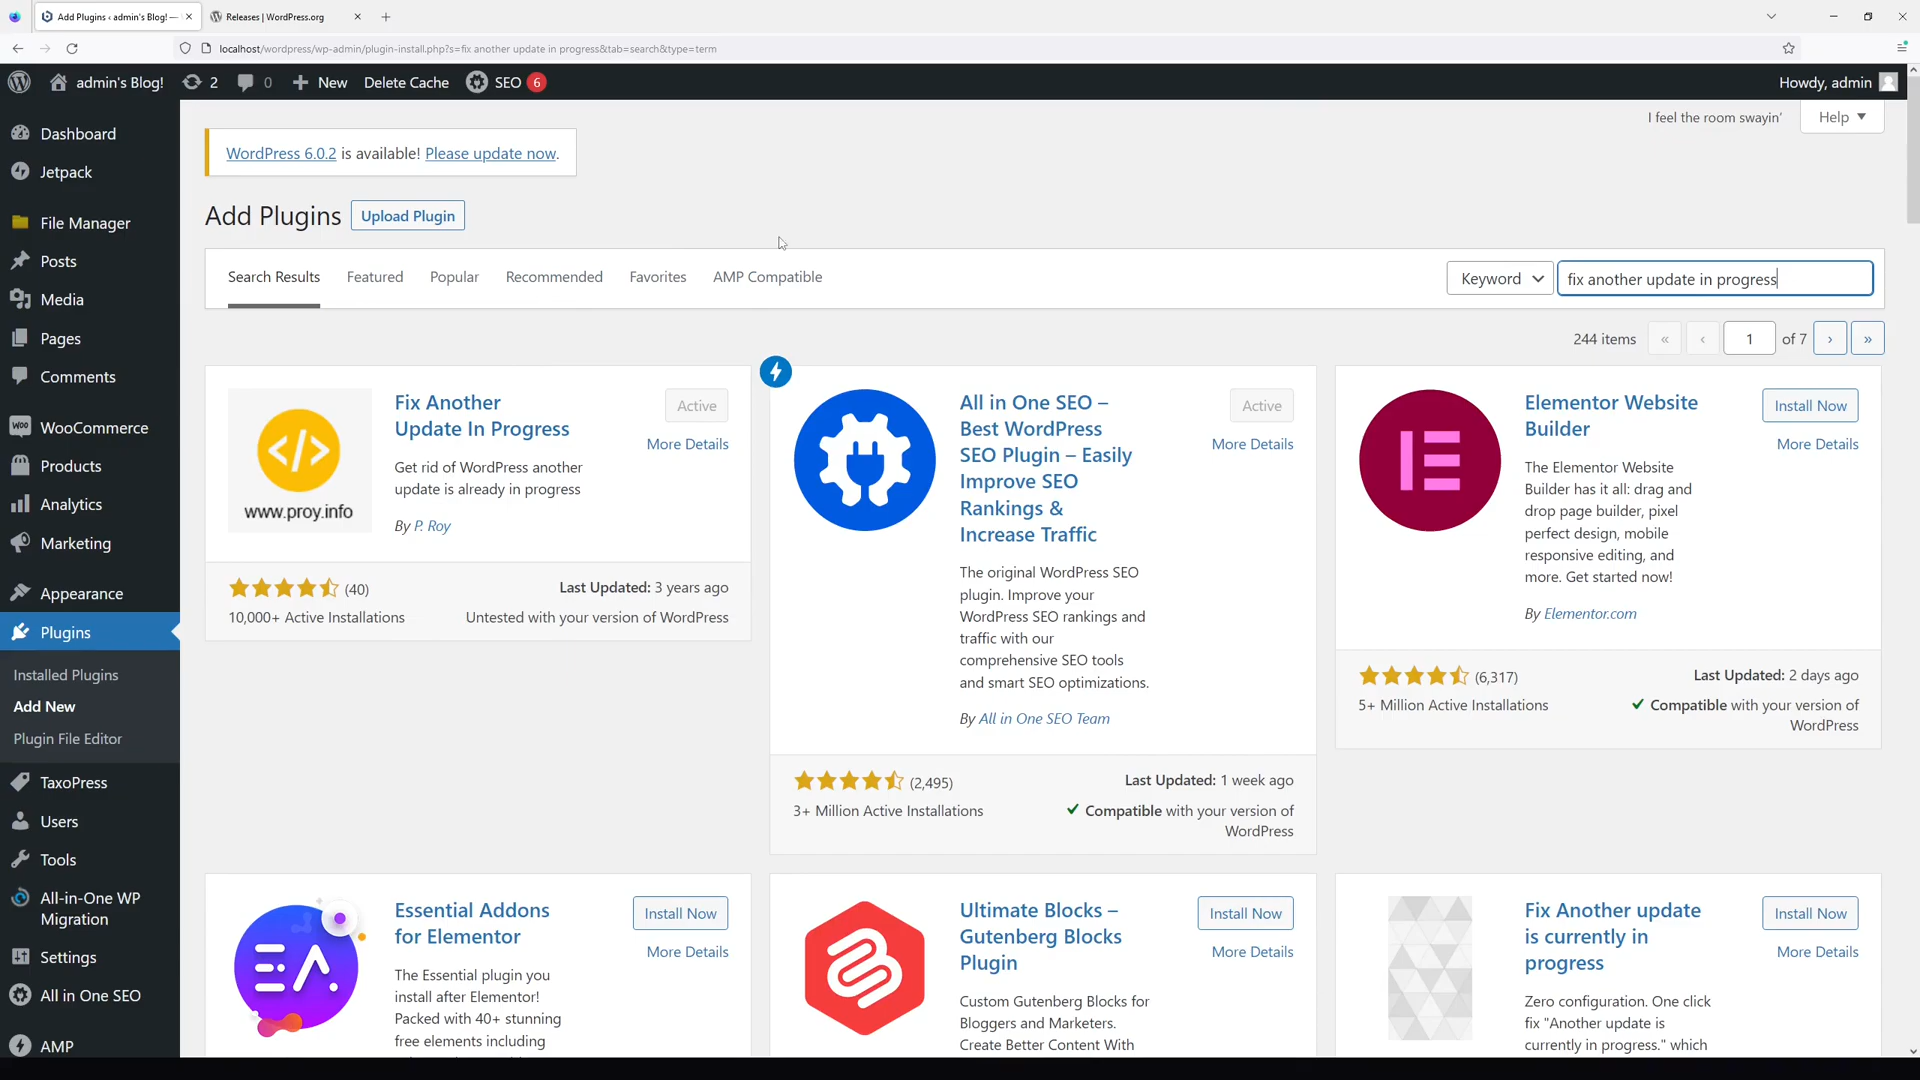 Add Plugins ‹ admin's Blog! —
Releases | WordPress.org
localhost/wordpress/wp-admin/plugin-install.php?s=fix another update in progress&tab=search&type=term
admin's Blog!
2
0
New
Delete Cache
SEO
6
Howdy, admin
Dashboard
Jetpack
File Manager
Posts
Media
Pages
Comments
WOO
WooCommerce
Products
Analytics
Marketing
Appearance
Plugins
Installed Plugins
Add New
Plugin File Editor
TaxoPress
Users
Tools
All-in-One WP
Migration
Settings
All in One SEO
AMP
I feel the room swayin'
Help
WordPress 6.0.2 is available! Please update now.
Add Plugins
Upload Plugin
Search Results
Featured
Popular
Recommended
Favorites
AMP Compatible
Keyword
fix another update in progress
244 items
«
‹
1
of 7
›
»
www.proy.info
Fix Another
Update In Progress
Active
More Details
Get rid of WordPress another
update is already in progress
By P. Roy
(40)
Last Updated: 3 years ago
10,000+ Active Installations
Untested with your version of WordPress
All in One SEO –
Best WordPress
SEO Plugin – Easily
Improve SEO
Rankings &
Increase Traffic
Active
More Details
The original WordPress SEO
plugin. Improve your
WordPress SEO rankings and
traffic with our
comprehensive SEO tools
and smart SEO optimizations.
By All in One SEO Team
(2,495)
Last Updated: 1 week ago
3+ Million Active Installations
Compatible with your version of
WordPress
Elementor Website
Builder
Install Now
More Details
The Elementor Website
Builder has it all: drag and
drop page builder, pixel
perfect design, mobile
responsive editing, and
more. Get started now!
By Elementor.com
(6,317)
Last Updated: 2 days ago
5+ Million Active Installations
Compatible with your version of
WordPress
Essential Addons
for Elementor
Install Now
More Details
The Essential plugin you
install after Elementor!
Packed with 40+ stunning
free elements including
Ultimate Blocks –
Gutenberg Blocks
Plugin
Install Now
More Details
Custom Gutenberg Blocks for
Bloggers and Marketers.
Create Better Content With
Fix Another update
is currently in
progress
Install Now
More Details
Zero configuration. One click
fix "Another update is
currently in progress." which